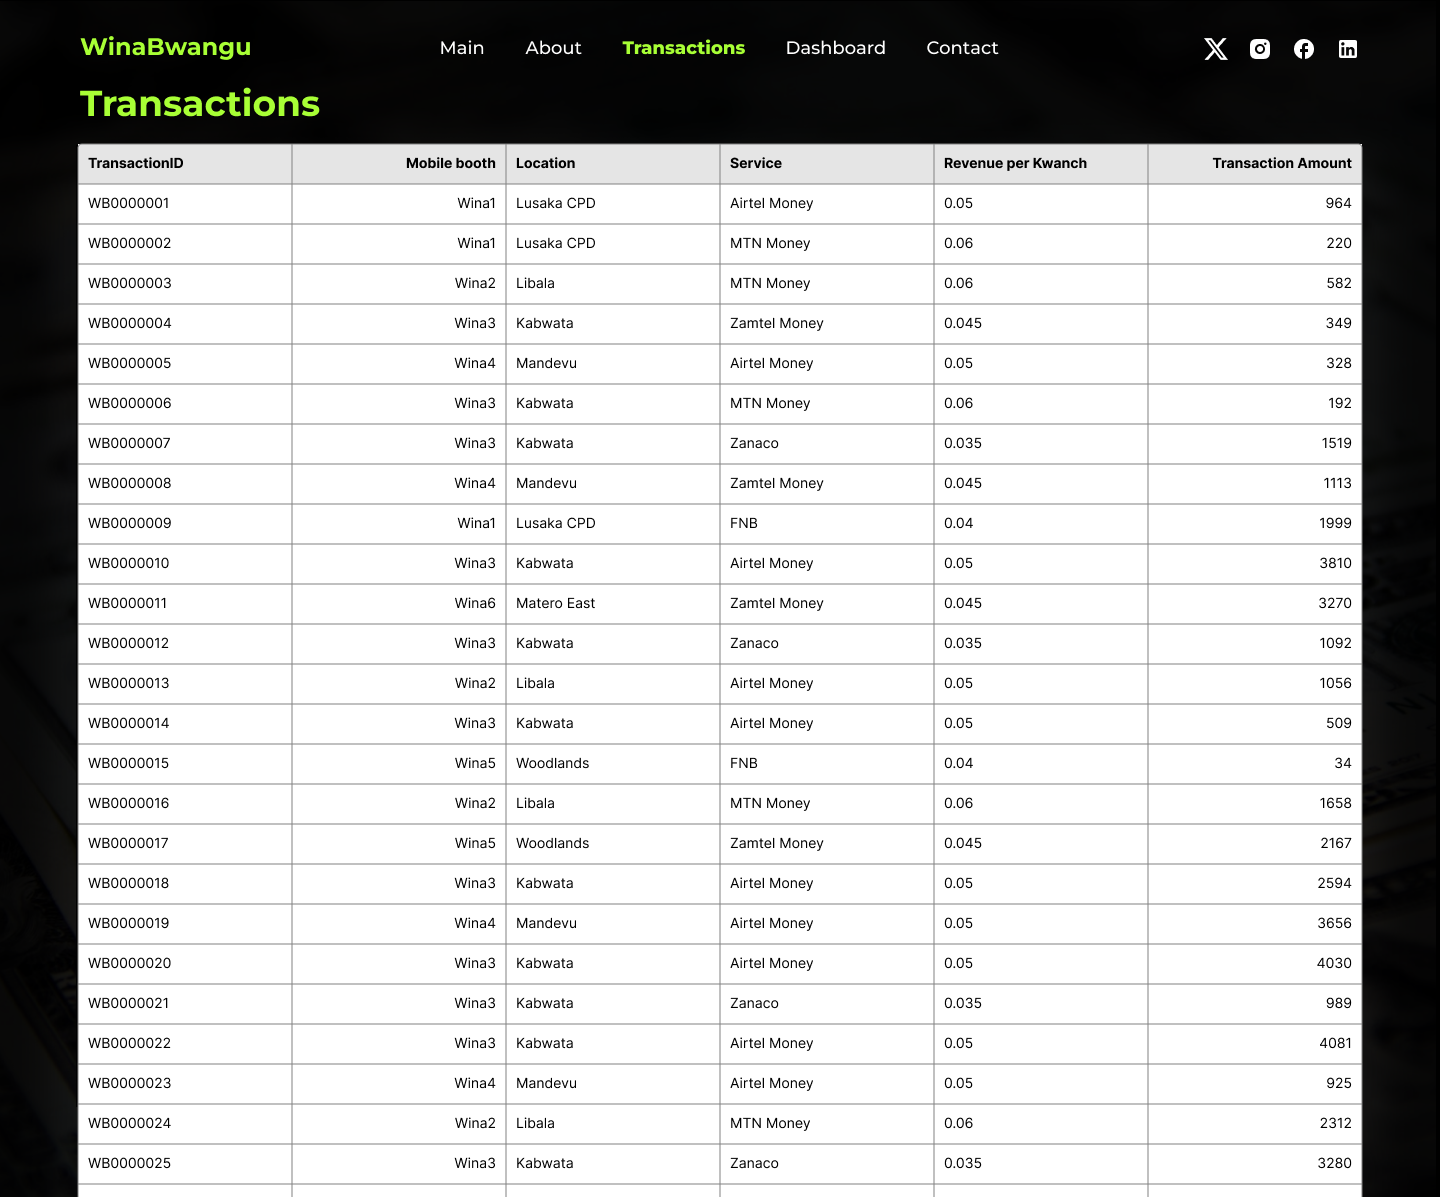 WinaBwangu Main About Transactions Dashboard Contact
Transactions
TransactionID Mobile booth Location Service Revenue per Kwanch Transaction Amount
WB0000001 Wina1 Lusaka CPD Airtel Money 0.05 964
WB0000002 Wina1 Lusaka CPD MTN Money 0.06 220
WB0000003 Wina2 Libala MTN Money 0.06 582
WB0000004 Wina3 Kabwata Zamtel Money 0.045 349
WB0000005 Wina4 Mandevu Airtel Money 0.05 328
WB0000006 Wina3 Kabwata MTN Money 0.06 192
WB0000007 Wina3 Kabwata Zanaco 0.035 1519
WB0000008 Wina4 Mandevu Zamtel Money 0.045 1113
WB0000009 Wina1 Lusaka CPD FNB 0.04 1999
WB0000010 Wina3 Kabwata Airtel Money 0.05 3810
WB0000011 Wina6 Matero East Zamtel Money 0.045 3270
WB0000012 Wina3 Kabwata Zanaco 0.035 1092
WB0000013 Wina2 Libala Airtel Money 0.05 1056
WB0000014 Wina3 Kabwata Airtel Money 0.05 509
WB0000015 Wina5 Woodlands FNB 0.04 34
WB0000016 Wina2 Libala MTN Money 0.06 1658
WB0000017 Wina5 Woodlands Zamtel Money 0.045 2167
WB0000018 Wina3 Kabwata Airtel Money 0.05 2594
WB0000019 Wina4 Mandevu Airtel Money 0.05 3656
WB0000020 Wina3 Kabwata Airtel Money 0.05 4030
WB0000021 Wina3 Kabwata Zanaco 0.035 989
WB0000022 Wina3 Kabwata Airtel Money 0.05 4081
WB0000023 Wina4 Mandevu Airtel Money 0.05 925
WB0000024 Wina2 Libala MTN Money 0.06 2312
WB0000025 Wina3 Kabwata Zanaco 0.035 3280